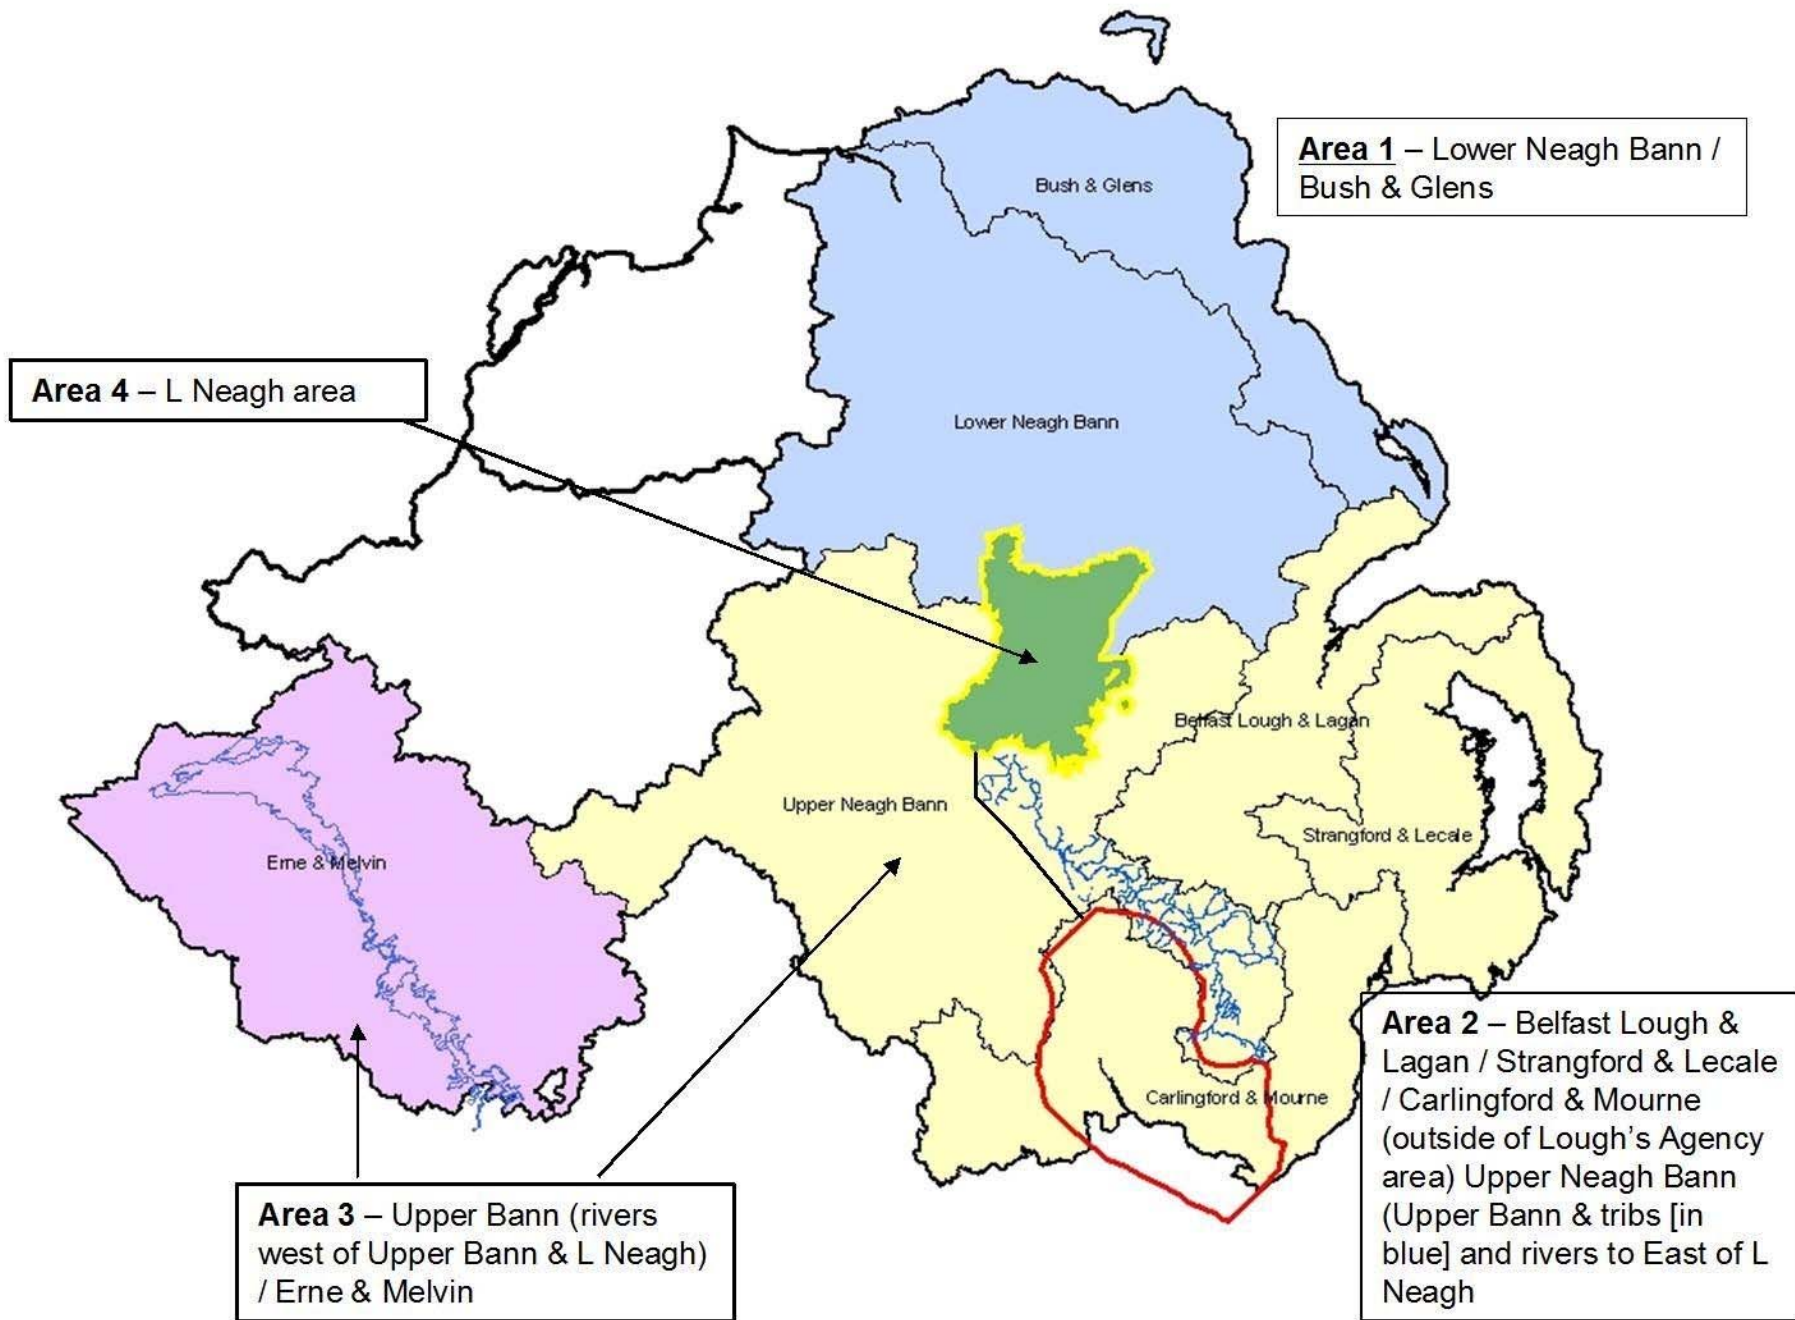 Area 1 – Lower Neagh Bann /
Bush & Glens
Bush & Glens
Area 4 – L Neagh area
Lower Neagh Bann
Belfast Lough & Lagan
Upper Neagh Bann
Strangford & Lecale
Erne & Melvin
Carlingford & Mourne
Area 2 – Belfast Lough &
Lagan / Strangford & Lecale
/ Carlingford & Mourne
(outside of Lough's Agency
area) Upper Neagh Bann
(Upper Bann & tribs [in
blue] and rivers to East of L
Neagh
Area 3 – Upper Bann (rivers
west of Upper Bann & L Neagh)
/ Erne & Melvin